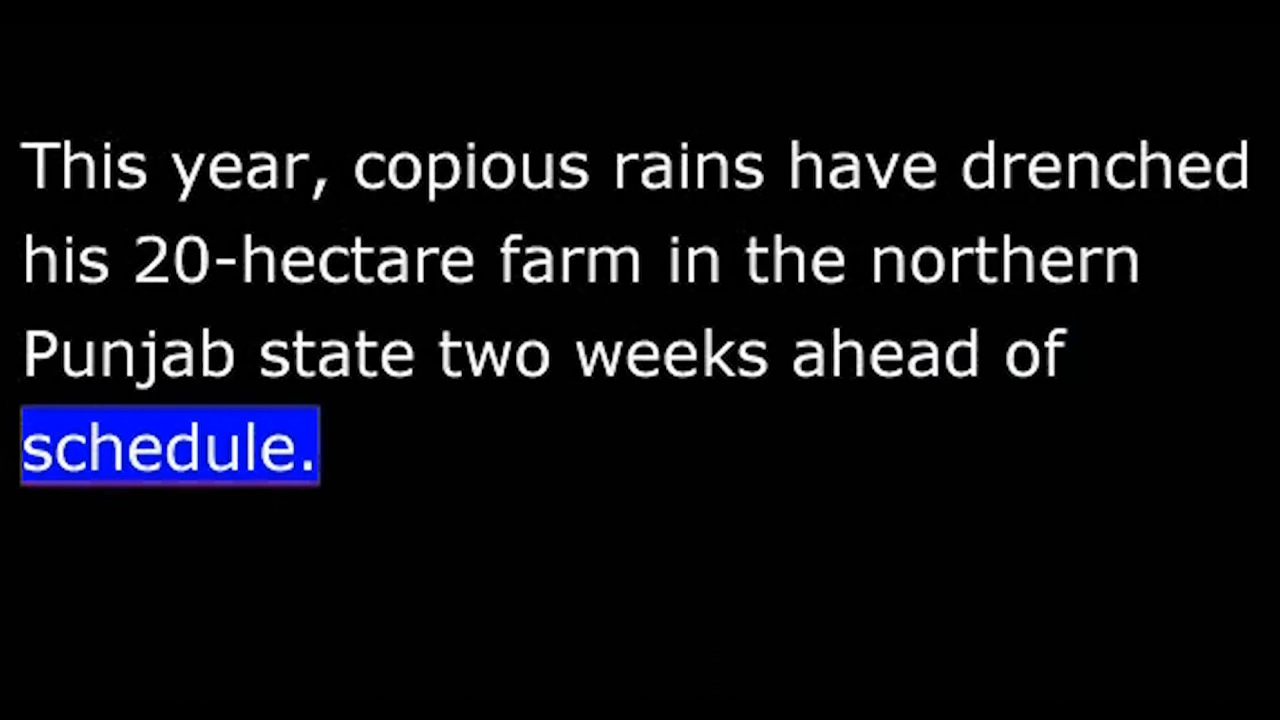 This year, copious rains have drenched
his 20-hectare farm in the northern
Punjab state two weeks ahead of
schedule.